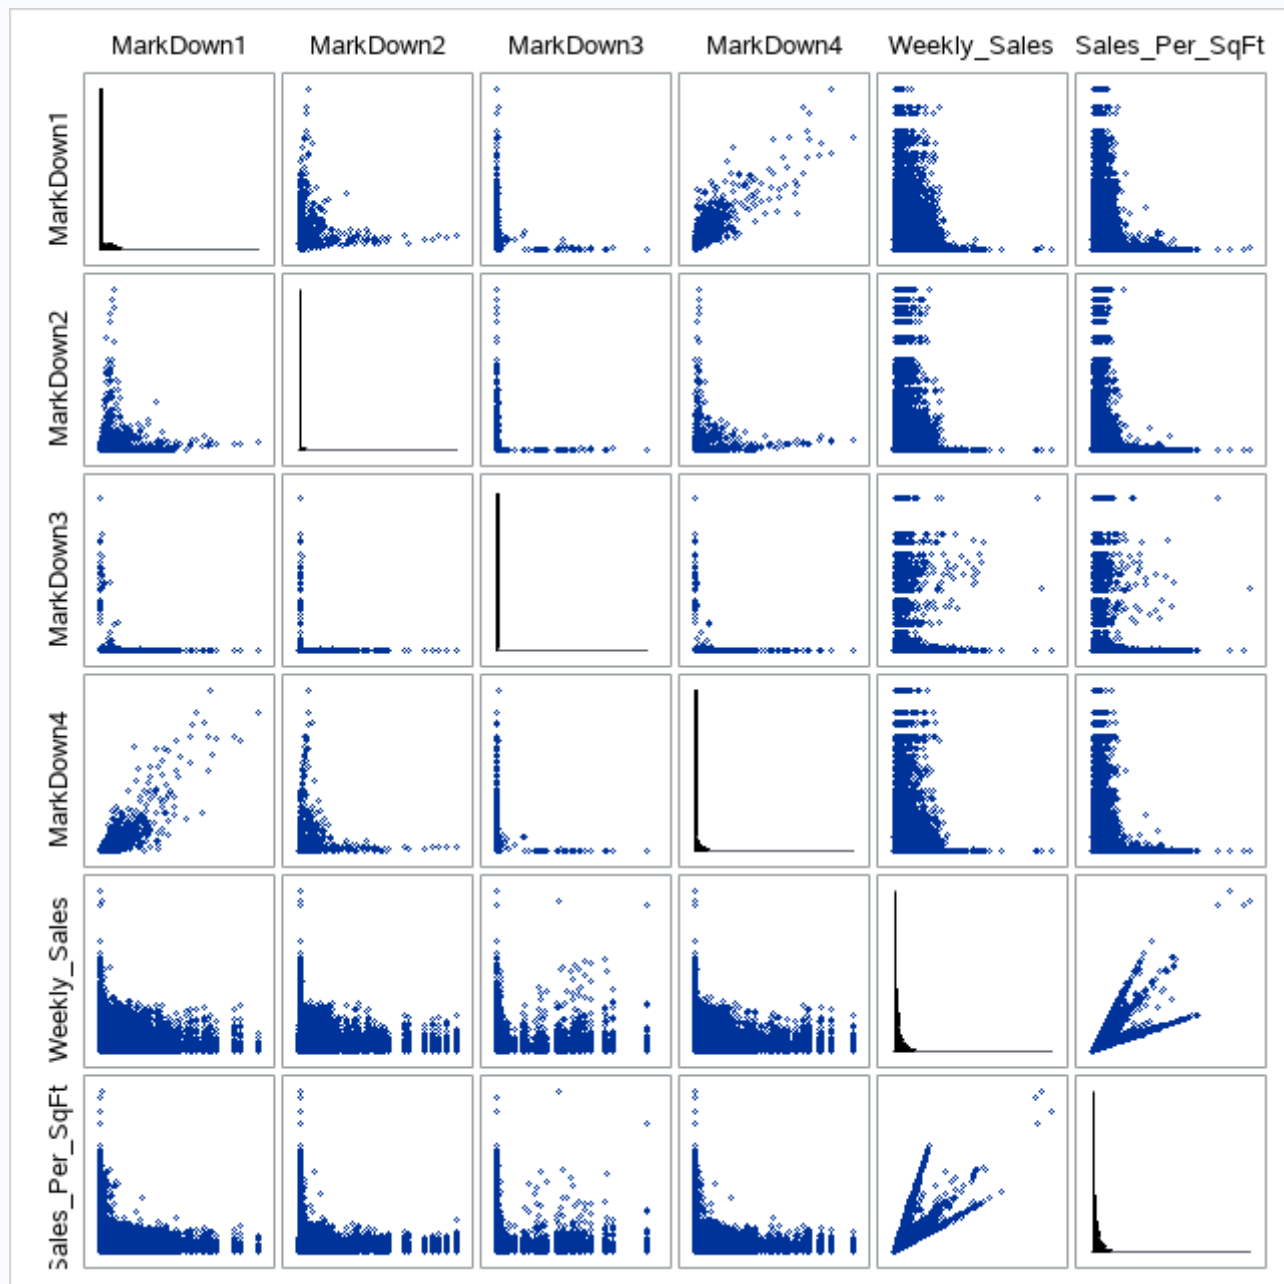 MarkDown1 MarkDown2 MarkDown3 MarkDown4 Weekly_Sales Sales_Per_SqFt
MarkDown1
MarkDown2
MarkDown3
MarkDown4
Weekly_Sales
Sales_Per_SqFt